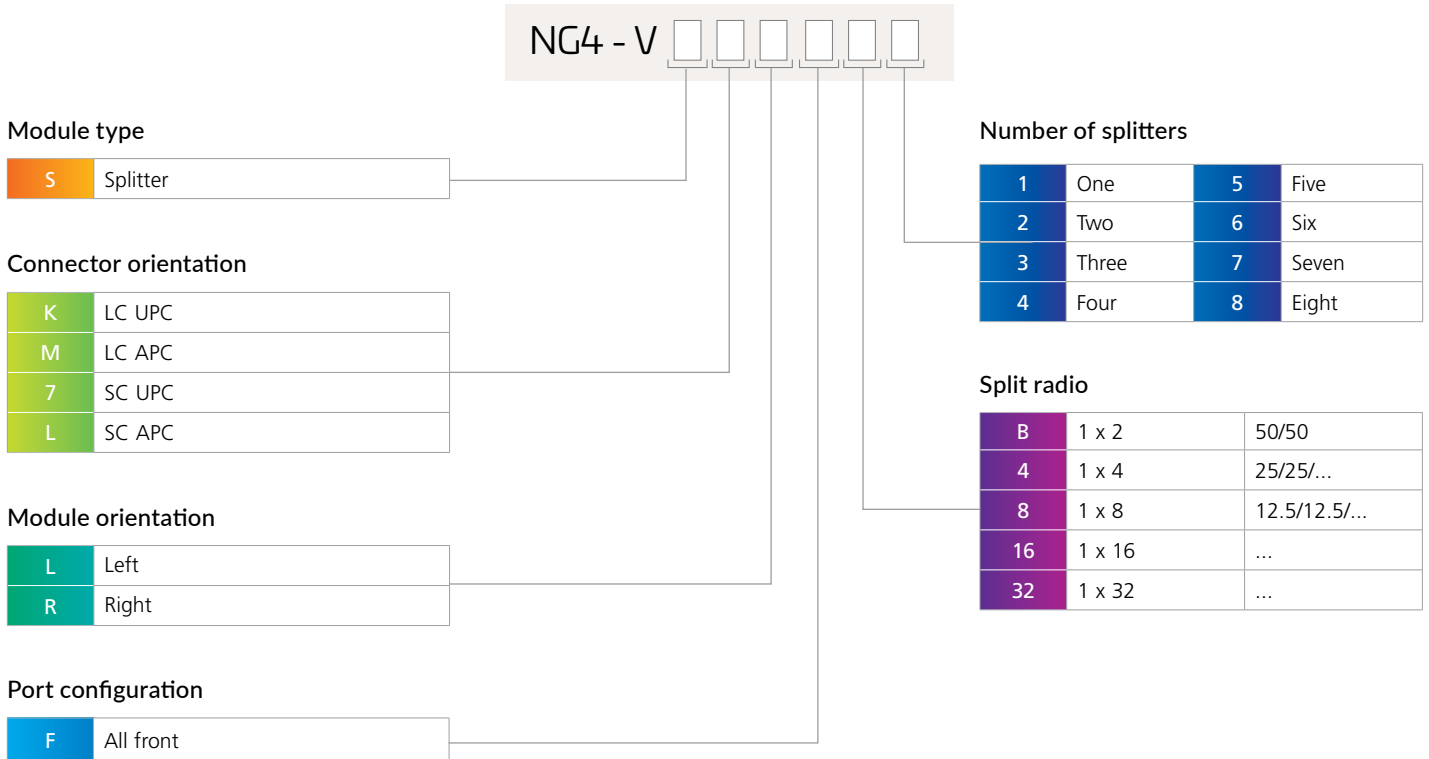 NG4 - V
Module type
S Splitter
Connector orientation
K LC UPC
M LC APC
7 SC UPC
L SC APC
Module orientation
L Left
R Right
Port configuration
F All front
Number of splitters
1 One 5 Five
2 Two 6 Six
3 Three 7 Seven
4 Four 8 Eight
Split radio
B 1 x 2 50/50
4 1 x 4 25/25/...
8 1 x 8 12.5/12.5/...
16 1 x 16 ...
32 1 x 32 ...